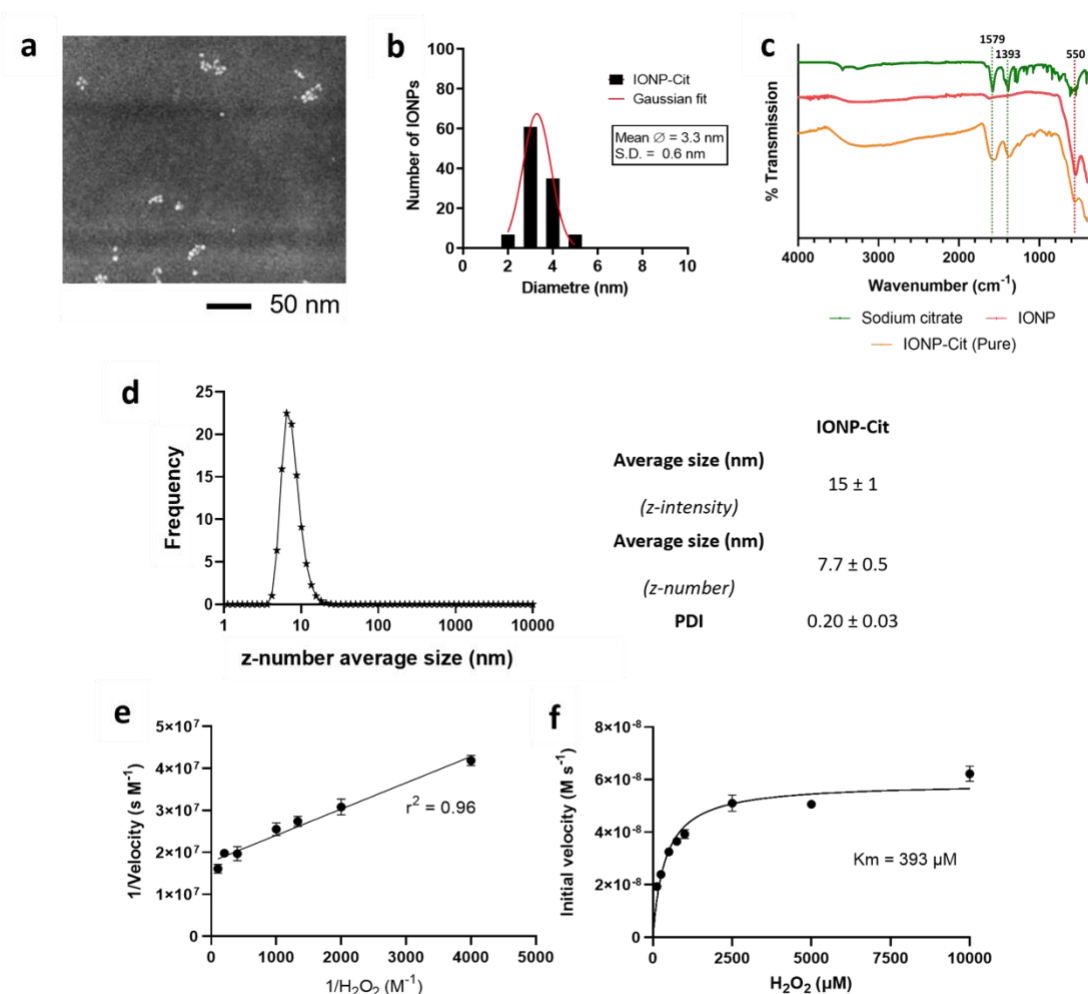 a
50 nm
b
100
80
60
40
20
0
Number of IONPs
0 2 4 6 8 10
Diametre (nm)
IONP-Cit
Gaussian fit
Mean ∅ = 3.3 nm
S.D. = 0.6 nm
c
1579
1393
550
% Transmission
4000 3000 2000 1000
Wavenumber (cm⁻¹)
Sodium citrate IONP
IONP-Cit (Pure)
d
25
20
15
10
5
0
Frequency
1 10 100 1000 10000
z-number average size (nm)
IONP-Cit
Average size (nm)
15 ± 1
(z-intensity)
Average size (nm)
7.7 ± 0.5
(z-number)
PDI 0.20 ± 0.03
e
5×10⁷
4×10⁷
3×10⁷
2×10⁷
1×10⁷
0
1/Velocity (s M⁻¹)
r² = 0.96
0 1000 2000 3000 4000 5000
1/H₂O₂ (M⁻¹)
f
8×10⁻⁸
6×10⁻⁸
4×10⁻⁸
2×10⁻⁸
0
Initial velocity (M s⁻¹)
Km = 393 µM
0 2500 5000 7500 10000
H₂O₂ (µM)